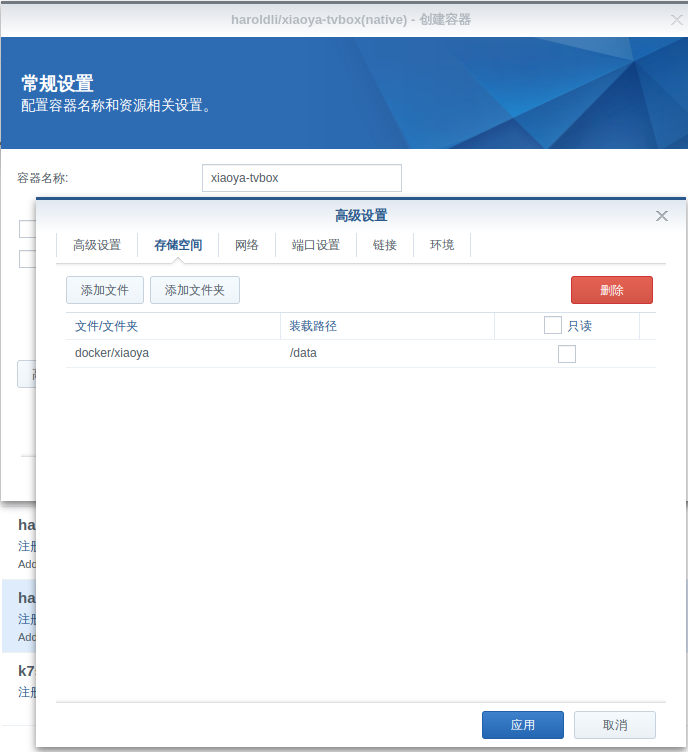 haroldli/xiaoya-tvbox(native) - 创建容器
常规设置
配置容器名称和资源相关设置。
容器名称: xiaoya-tvbox
高级设置
高级设置 存储空间 网络 端口设置 链接 环境
添加文件 添加文件夹 删除
文件/文件夹 装载路径 只读
docker/xiaoya /data
ha
注册
Add
ha
注册
Add
k7
注册
应用 取消